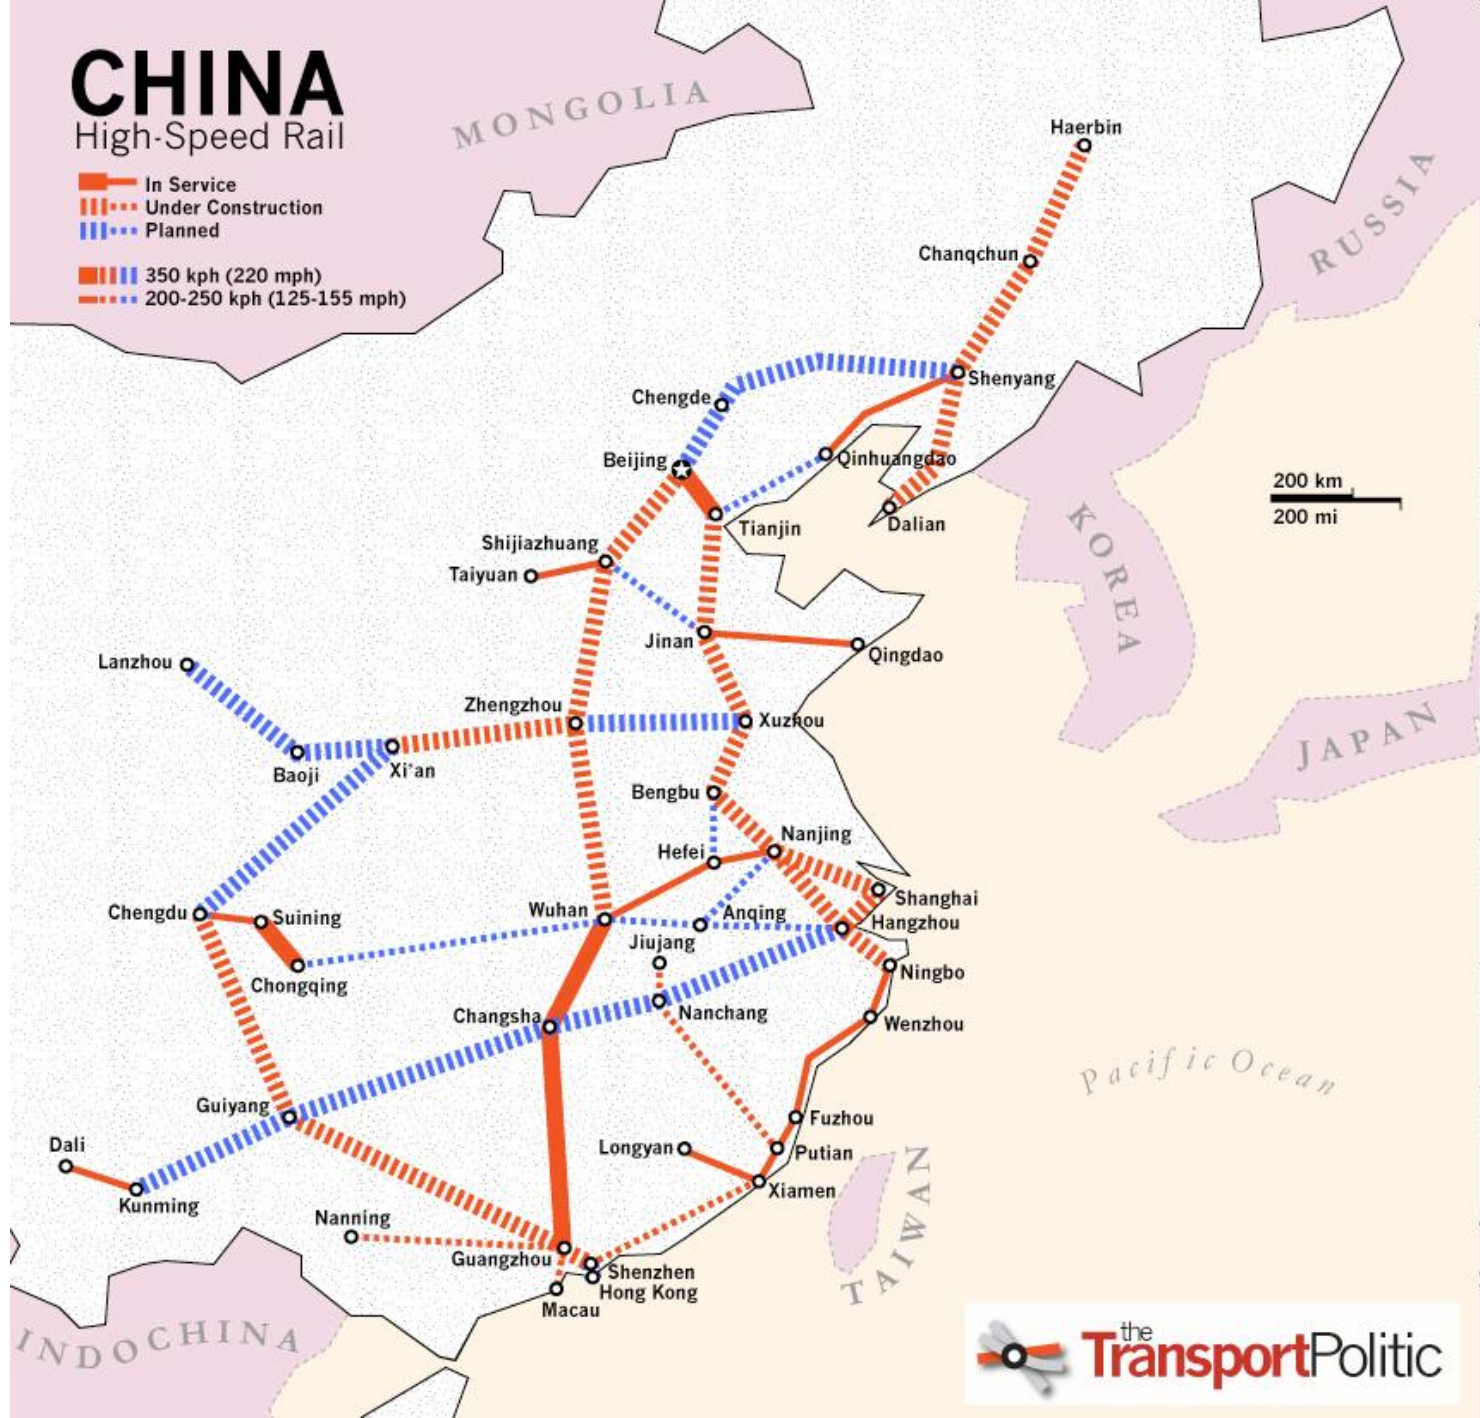 CHINA
High-Speed Rail
In Service
Under Construction
Planned
350 kph (220 mph)
200-250 kph (125-155 mph)
MONGOLIA
RUSSIA
Haerbin
Chanqchun
Shenyang
Chengde
Beijing
Qinhuangdao
200 km
200 mi
Tianjin
Dalian
KOREA
Shijiazhuang
Taiyuan
Jinan
Qingdao
Lanzhou
Zhengzhou
Xuzhou
JAPAN
Baoji
Xi'an
Bengbu
Nanjing
Hefei
Shanghai
Chengdu
Suining
Wuhan
Anqing
Hangzhou
Jiujang
Chongqing
Ningbo
Changsha
Nanchang
Wenzhou
Pacific Ocean
Guiyang
Fuzhou
Dali
Longyan
Putian
Kunming
Xiamen
TAIWAN
Nanning
Guangzhou
Shenzhen
Hong Kong
Macau
INDOCHINA
the
TransportPolitic